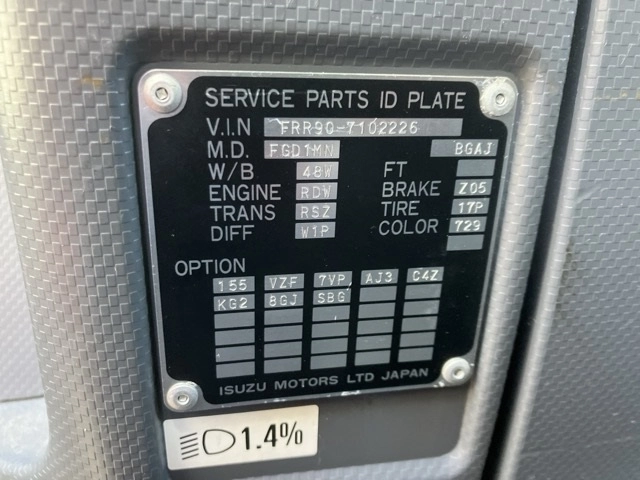 SERVICE PARTS ID PLATE
V.I.N FRR90-7102226
M.D. FGD1MN BGAJ
W/B 48W FT
ENGINE RDW BRAKE Z05
TRANS RSZ TIRE 17P
DIFF W1P COLOR 729
OPTION
155 VZF 7VP AJ3 C4Z
KG2 8GJ SBG
ISUZU MOTORS LTD JAPAN
1.4%